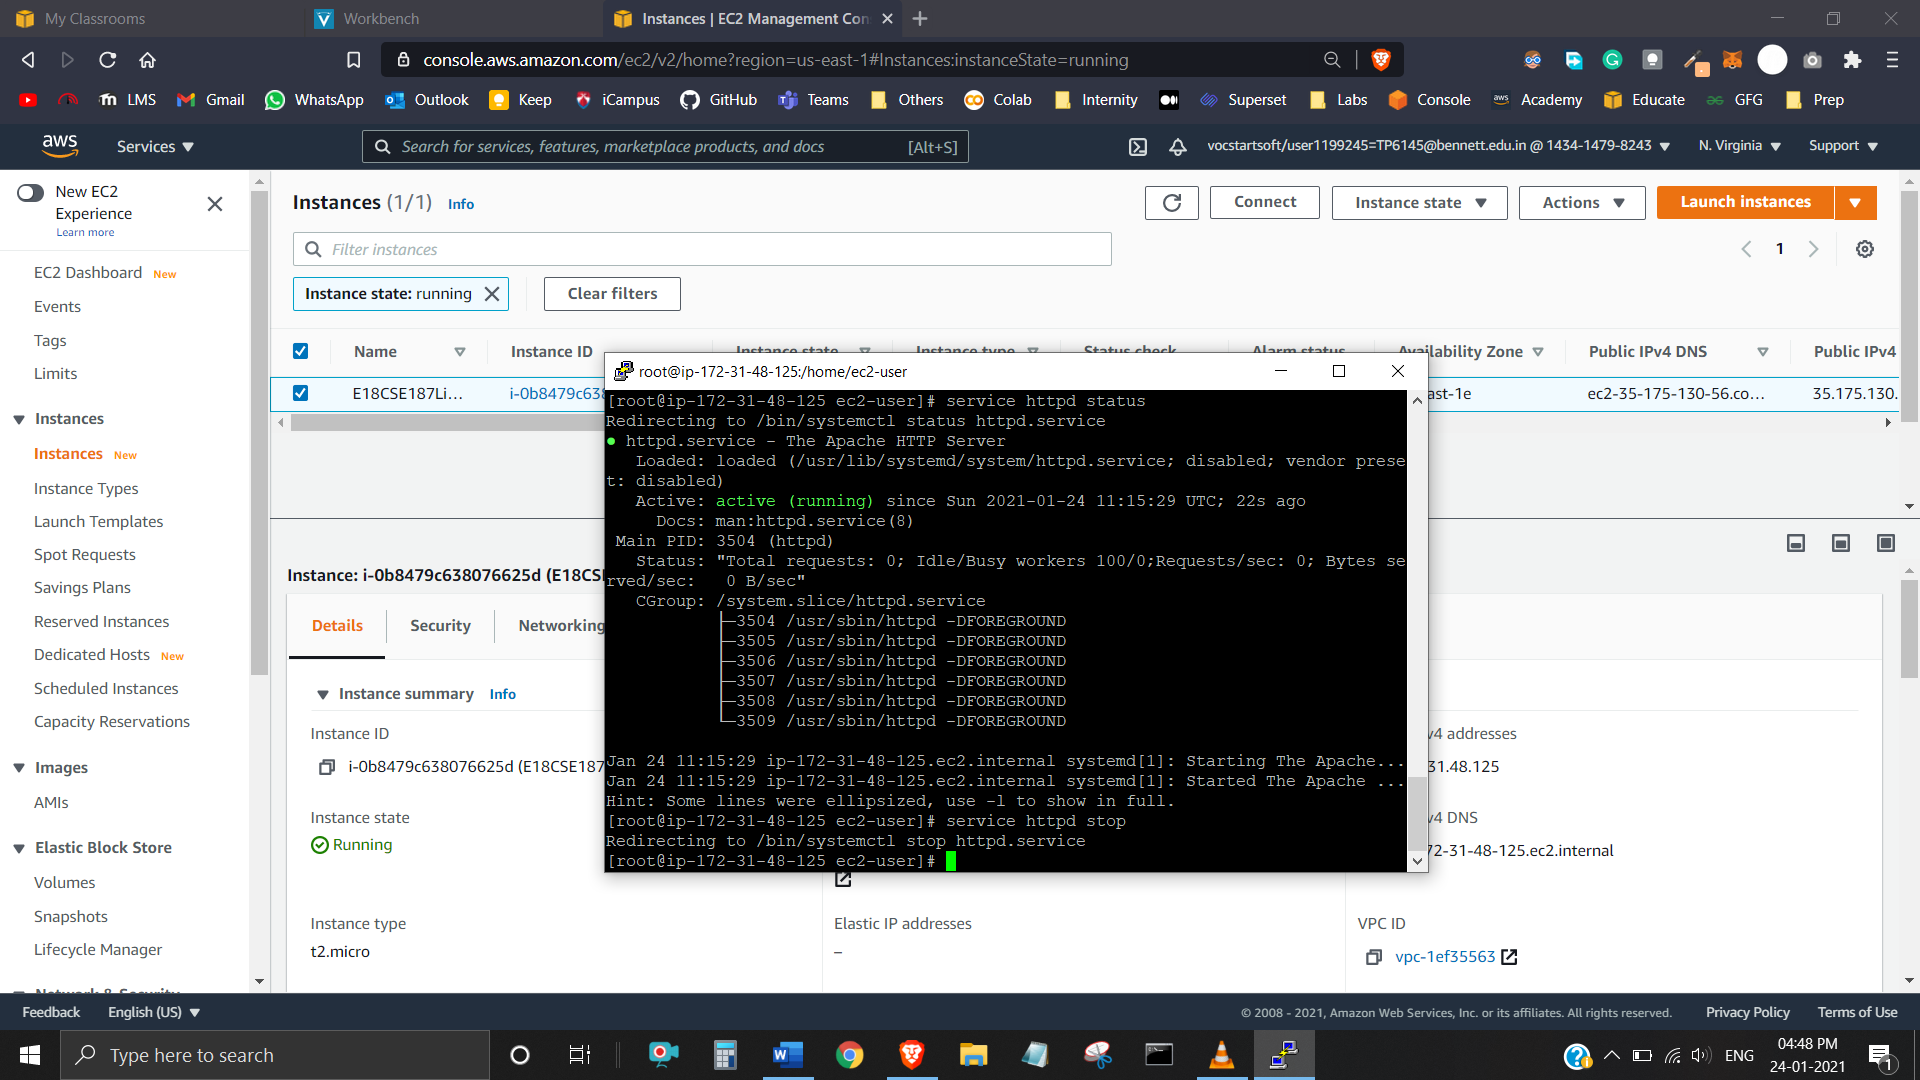 My Classrooms
Workbench
Instances | EC2 Management Con
console.aws.amazon.com/ec2/v2/home?region=us-east-1#Instances:instanceState=running
LMS
Gmail
WhatsApp
Outlook
Keep
iCampus
GitHub
Teams
Others
Colab
Internity
Superset
Labs
Console
Academy
Educate
GFG
Prep
aws
Services
Search for services, features, marketplace products, and docs
[Alt+S]
vocstartsoft/user1199245=TP6145@bennett.edu.in @ 1434-1479-8243
N. Virginia
Support
New EC2
Experience
Learn more
EC2 Dashboard New
Events
Tags
Limits
Instances
Instances New
Instance Types
Launch Templates
Spot Requests
Savings Plans
Reserved Instances
Dedicated Hosts New
Scheduled Instances
Capacity Reservations
Images
AMIs
Elastic Block Store
Volumes
Snapshots
Lifecycle Manager
Instances (1/1) Info
Connect
Instance state
Actions
Launch instances
Filter instances
1
Instance state: running
Clear filters
Name
Instance ID
Instance state
Instance type
Status check
Alarm status
Availability Zone
Public IPv4 DNS
Public IPv4
E18CSE187Li...
i-0b8479c63
ast-1e
ec2-35-175-130-56.co...
35.175.130.
root@ip-172-31-48-125:/home/ec2-user
[root@ip-172-31-48-125 ec2-user]# service httpd status
Redirecting to /bin/systemctl status httpd.service
● httpd.service - The Apache HTTP Server
Loaded: loaded (/usr/lib/systemd/system/httpd.service; disabled; vendor prese
t: disabled)
Active: active (running) since Sun 2021-01-24 11:15:29 UTC; 22s ago
Docs: man:httpd.service(8)
Main PID: 3504 (httpd)
Status: "Total requests: 0; Idle/Busy workers 100/0;Requests/sec: 0; Bytes se
rved/sec:   0 B/sec"
CGroup: /system.slice/httpd.service
├─3504 /usr/sbin/httpd -DFOREGROUND
├─3505 /usr/sbin/httpd -DFOREGROUND
├─3506 /usr/sbin/httpd -DFOREGROUND
├─3507 /usr/sbin/httpd -DFOREGROUND
├─3508 /usr/sbin/httpd -DFOREGROUND
└─3509 /usr/sbin/httpd -DFOREGROUND
Jan 24 11:15:29 ip-172-31-48-125.ec2.internal systemd[1]: Starting The Apache...
Jan 24 11:15:29 ip-172-31-48-125.ec2.internal systemd[1]: Started The Apache ...
Hint: Some lines were ellipsized, use -l to show in full.
[root@ip-172-31-48-125 ec2-user]# service httpd stop
Redirecting to /bin/systemctl stop httpd.service
[root@ip-172-31-48-125 ec2-user]#
Instance: i-0b8479c638076625d (E18CS
Details
Security
Networking
Instance summary Info
Instance ID
i-0b8479c638076625d (E18CSE187
v4 addresses
31.48.125
Instance state
Running
v4 DNS
72-31-48-125.ec2.internal
Instance type
t2.micro
Elastic IP addresses
–
VPC ID
vpc-1ef35563
Feedback
English (US)
© 2008 - 2021, Amazon Web Services, Inc. or its affiliates. All rights reserved.
Privacy Policy
Terms of Use
Type here to search
ENG
04:48 PM
24-01-2021
1